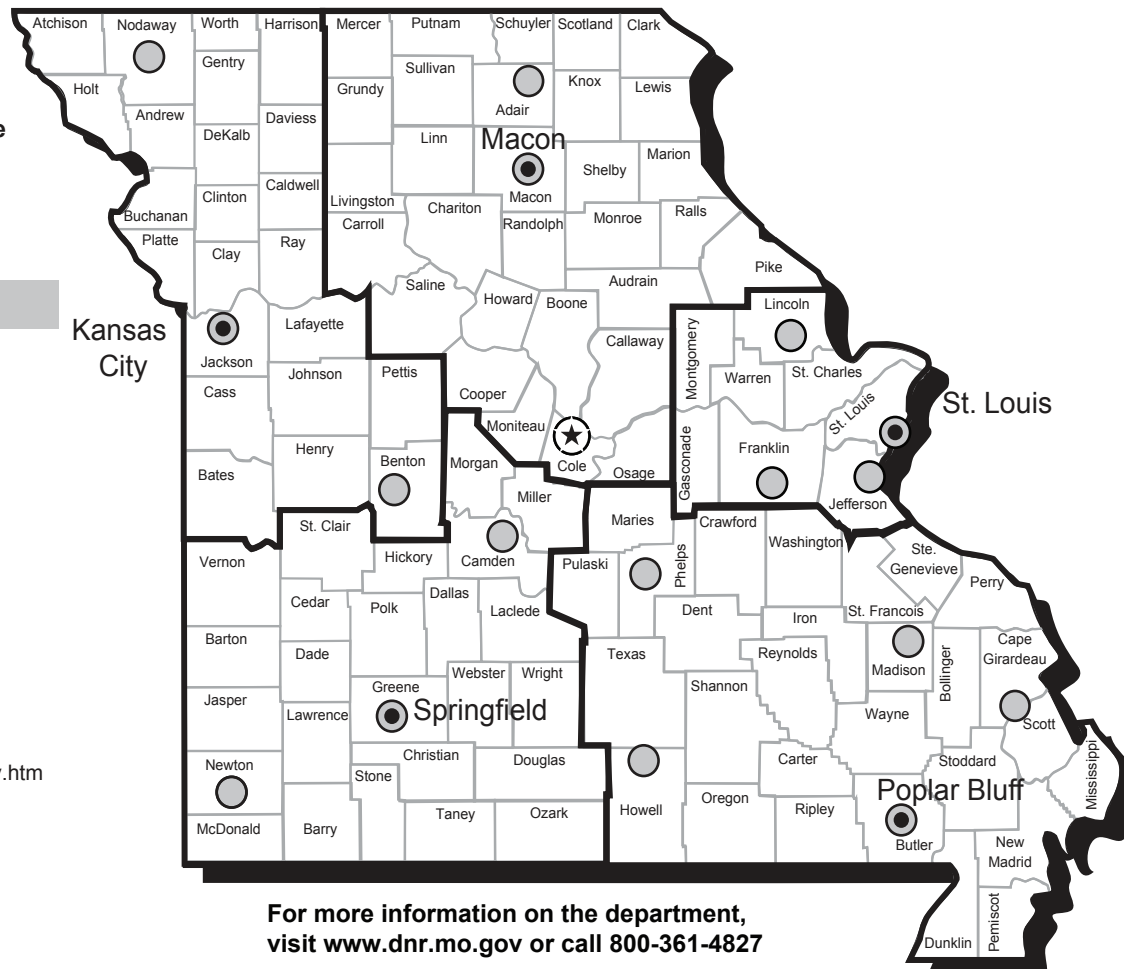 Atchison
Nodaway
Worth
Harrison
Mercer
Putnam
Schuyler
Scotland
Clark
Gentry
Sullivan
Holt
Grundy
Adair
Knox
Lewis
e
Andrew
Daviess
DeKalb
Linn
Macon
Marion
Shelby
Caldwell
Clinton
Macon
Livingston
Chariton
Buchanan
Carroll
Randolph
Monroe
Ralls
Platte
Clay
Ray
Pike
Audrain
Saline
Howard
Boone
Lincoln
Kansas
City
Lafayette
Callaway
Montgomery
Jackson
Johnson
Pettis
Warren
St. Charles
Cass
Cooper
St. Louis
St. Louis
Moniteau
Henry
Benton
Morgan
Cole
Osage
Gasconade
Franklin
Bates
Miller
Jefferson
St. Clair
Maries
Crawford
Washington
Vernon
Hickory
Camden
Pulaski
Phelps
Ste.
Genevieve
Perry
Cedar
Polk
Dallas
Laclede
Dent
Iron
St. Francois
Barton
Dade
Texas
Reynolds
Madison
Bollinger
Cape
Girardeau
Jasper
Greene
Webster
Wright
Shannon
Lawrence
Springfield
Wayne
Scott
Newton
Christian
Douglas
Carter
Stoddard
Mississippi
v.htm
Stone
Howell
Oregon
Ripley
Poplar Bluff
McDonald
Barry
Taney
Ozark
Butler
New
Madrid
Dunklin
Pemiscot
For more information on the department,
visit www.dnr.mo.gov or call 800-361-4827